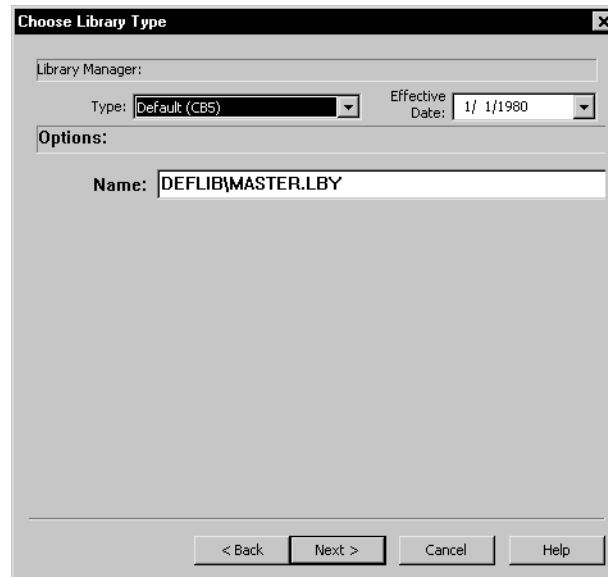 Choose Library Type
Library Manager:
Type: Default (CB5)
Effective
Date: 1/ 1/1980
Options:
Name: DEFLIB\MASTER.LBY
< Back Next > Cancel Help